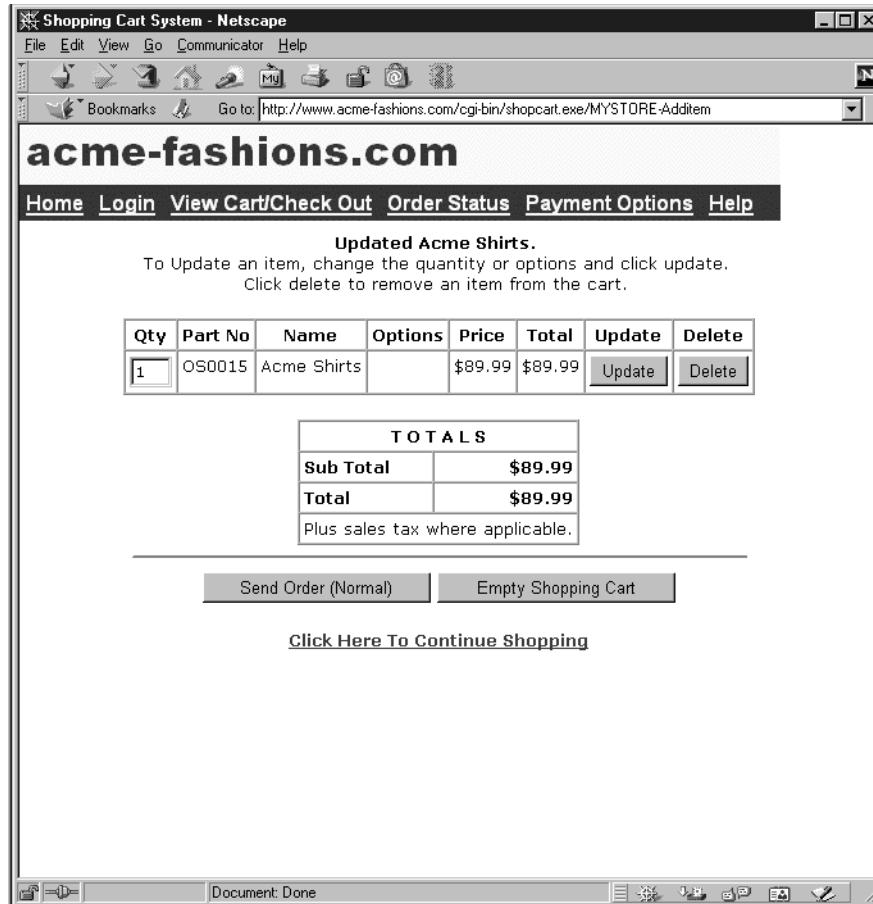 Shopping Cart System - Netscape
File Edit View Go Communicator Help
My
N
Bookmarks Go to: http://www.acme-fashions.com/cgi-bin/shopcart.exe/MYSTORE-Additem
acme-fashions.com
Home Login View Cart/Check Out Order Status Payment Options Help
Updated Acme Shirts.
To Update an item, change the quantity or options and click update.
Click delete to remove an item from the cart.
Qty Part No Name Options Price Total Update Delete
1 OS0015 Acme Shirts $89.99 $89.99 Update Delete
TOTALS
Sub Total $89.99
Total $89.99
Plus sales tax where applicable.
Send Order (Normal) Empty Shopping Cart
Click Here To Continue Shopping
Document: Done